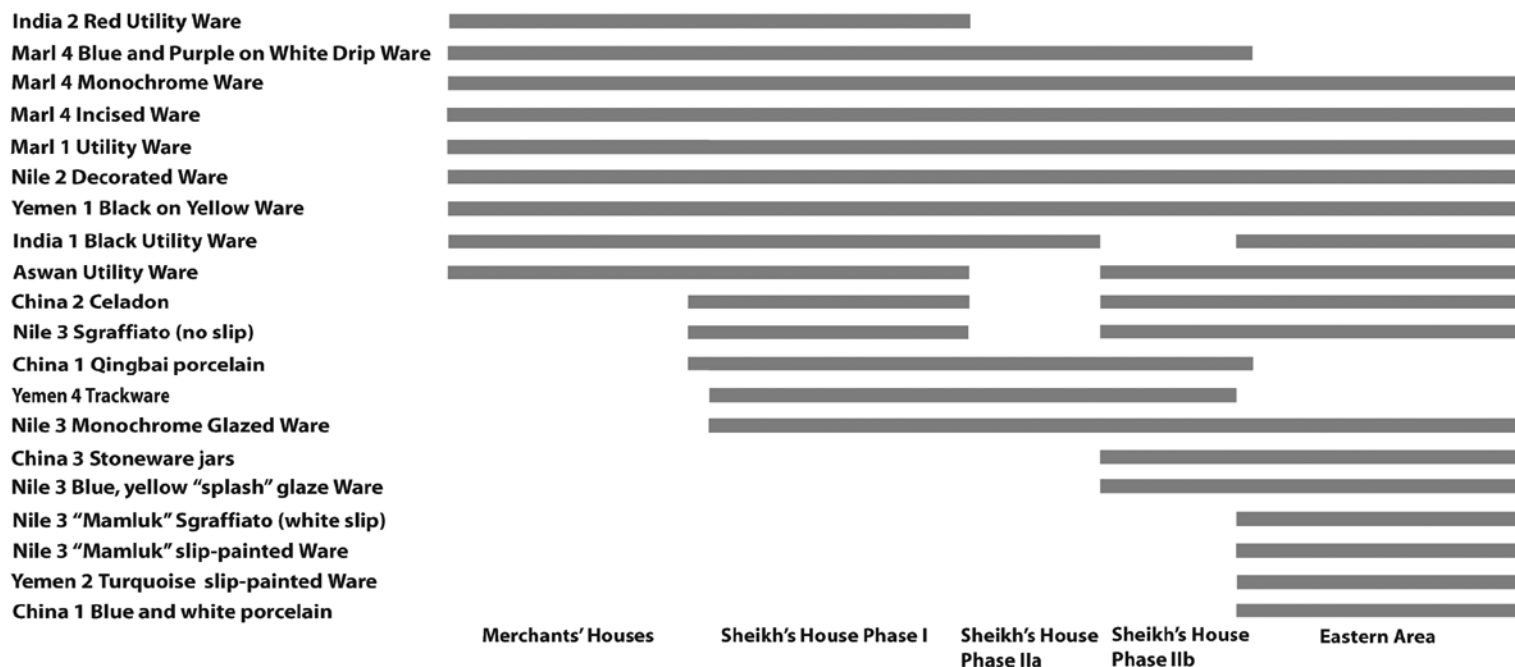 India 2 Red Utility Ware
Marl 4 Blue and Purple on White Drip Ware
Marl 4 Monochrome Ware
Marl 4 Incised Ware
Marl 1 Utility Ware
Nile 2 Decorated Ware
Yemen 1 Black on Yellow Ware
India 1 Black Utility Ware
Aswan Utility Ware
China 2 Celadon
Nile 3 Sgraffiato (no slip)
China 1 Qingbai porcelain
Yemen 4 Trackware
Nile 3 Monochrome Glazed Ware
China 3 Stoneware jars
Nile 3 Blue, yellow “splash” glaze Ware
Nile 3 “Mamluk” Sgraffiato (white slip)
Nile 3 “Mamluk” slip-painted Ware
Yemen 2 Turquoise slip-painted Ware
China 1 Blue and white porcelain
Merchants’ Houses
Sheikh’s House Phase I
Sheikh’s House
Phase IIa
Sheikh’s House
Phase IIb
Eastern Area